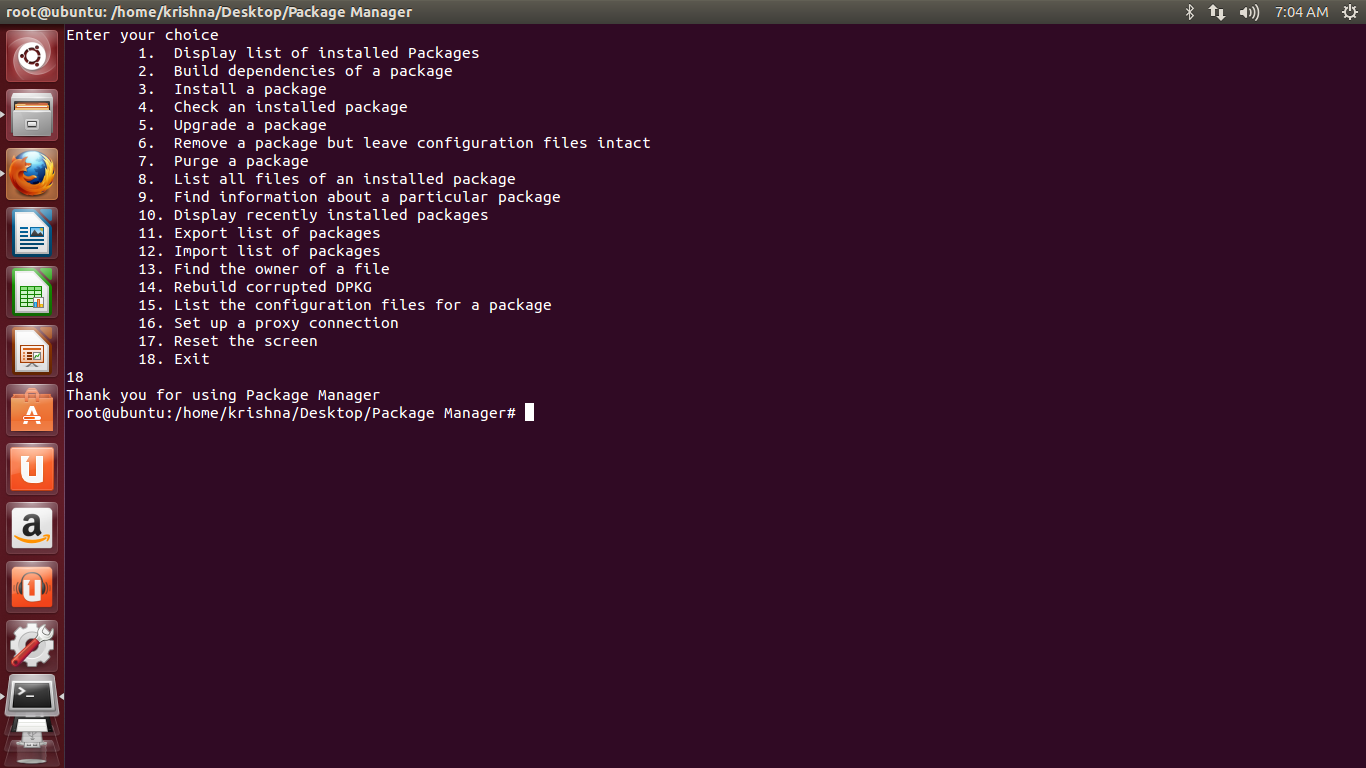 root@ubuntu: /home/krishna/Desktop/Package Manager
7:04 AM
Enter your choice
1. Display list of installed Packages
2. Build dependencies of a package
3. Install a package
4. Check an installed package
5. Upgrade a package
6. Remove a package but leave configuration files intact
7. Purge a package
8. List all files of an installed package
9. Find information about a particular package
10. Display recently installed packages
11. Export list of packages
12. Import list of packages
13. Find the owner of a file
14. Rebuild corrupted DPKG
15. List the configuration files for a package
16. Set up a proxy connection
17. Reset the screen
18. Exit
18
Thank you for using Package Manager
root@ubuntu:/home/krishna/Desktop/Package Manager#